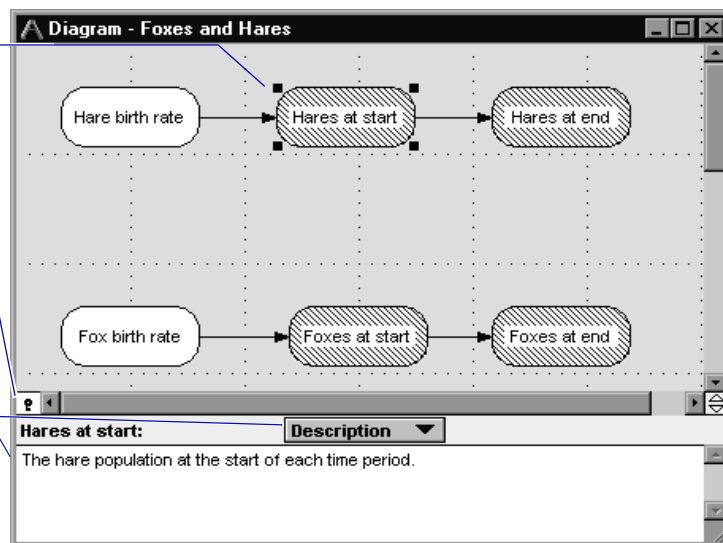 Diagram - Foxes and Hares
Hare birth rate
Hares at start
Hares at end
Fox birth rate
Foxes at start
Foxes at end
Hares at start:
Description
The hare population at the start of each time period.